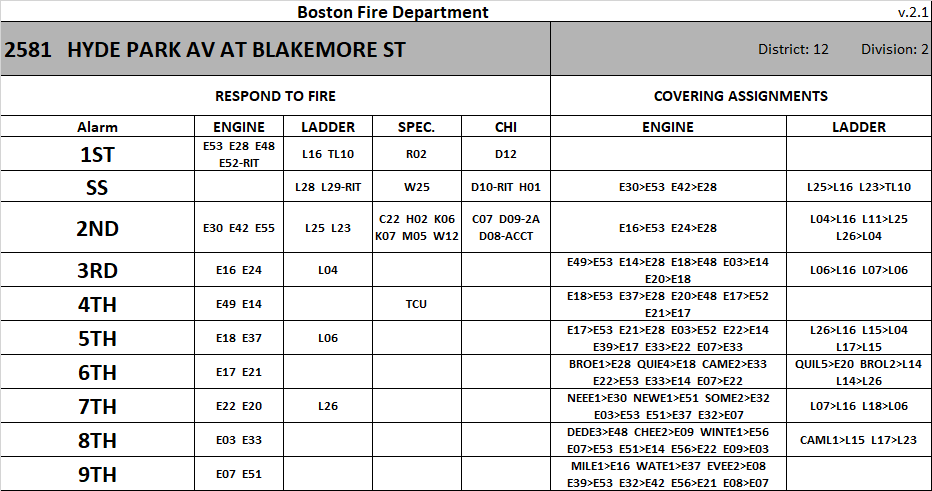 Boston Fire Department v.2.1
2581 HYDE PARK AV AT BLAKEMORE ST District: 12 Division: 2
RESPOND TO FIRE COVERING ASSIGNMENTS
Alarm ENGINE LADDER SPEC. CHI ENGINE LADDER
1ST E53 E28 E48 E52-RIT L16 TL10 R02 D12
SS L28 L29-RIT W25 D10-RIT H01 E30>E53 E42>E28 L25>L16 L23>TL10
2ND E30 E42 E55 L25 L23 C22 H02 K06 K07 M05 W12 C07 D09-2A D08-ACCT E16>E53 E24>E28 L04>L16 L11>L25 L26>L04
3RD E16 E24 L04 E49>E53 E14>E28 E18>E48 E03>E14 E20>E18 L06>L16 L07>L06
4TH E49 E14 TCU E18>E53 E37>E28 E20>E48 E17>E52 E21>E17
5TH E18 E37 L06 E17>E53 E21>E28 E03>E52 E22>E14 E39>E17 E33>E22 E07>E33 L26>L16 L15>L04 L17>L15
6TH E17 E21 BROE1>E28 QUIE4>E18 CAME2>E33 E22>E53 E33>E14 E07>E22 QUIL5>E20 BROL2>L14 L14>L26
7TH E22 E20 L26 NEEE1>E30 NEWE1>E51 SOME2>E32 E03>E53 E51>E37 E32>E07 L07>L16 L18>L06
8TH E03 E33 DEDE3>E48 CHEE2>E09 WINTE1>E56 E07>E53 E51>E14 E56>E22 E09>E03 CAML1>L15 L17>L23
9TH E07 E51 MILE1>E16 WATE1>E37 EVEE2>E08 E39>E53 E32>E42 E56>E21 E08>E07